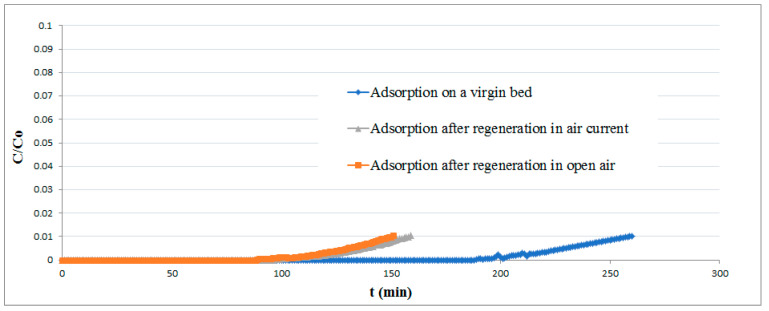 0.1
0.09
0.08
0.07
0.06
0.05
0.04
0.03
0.02
0.01
0
C/Co
Adsorption on a virgin bed
Adsorption after regeneration in air current
Adsorption after regeneration in open air
0 50 100 150 200 250 300
t (min)